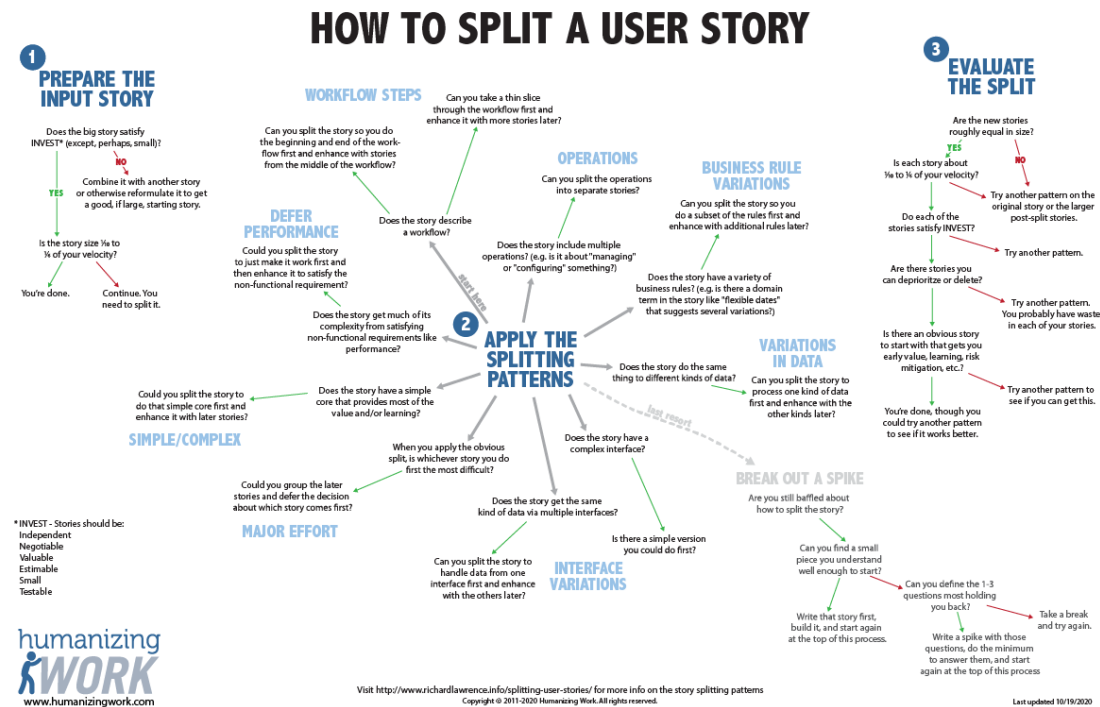 HOW TO SPLIT A USER STORY
1
PREPARE THE
INPUT STORY
Does the big story satisfy
INVEST* (except, perhaps, small)?
NO
YES
Combine it with another story
or otherwise reformulate it to get
a good, if large, starting story.
Is the story size 1⁄10 to
¼ of your velocity?
You're done.
Continue. You
need to split it.
2
APPLY THE
SPLITTING
PATTERNS
start here
WORKFLOW STEPS
Does the story describe
a workflow?
Can you split the story so you do
the beginning and end of the work-
flow first and enhance with stories
from the middle of the workflow?
Can you take a thin slice
through the workflow first and
enhance it with more stories later?
OPERATIONS
Can you split the operations
into separate stories?
Does the story include multiple
operations? (e.g. is it about "managing"
or "configuring" something?)
BUSINESS RULE
VARIATIONS
Can you split the story so you
do a subset of the rules first and
enhance with additional rules later?
Does the story have a variety of
business rules? (e.g. is there a domain
term in the story like "flexible dates"
that suggests several variations?)
VARIATIONS
IN DATA
Does the story do the same
thing to different kinds of data?
Can you split the story to
process one kind of data
first and enhance with the
other kinds later?
Does the story have a
complex interface?
Is there a simple version
you could do first?
INTERFACE
VARIATIONS
Does the story get the same
kind of data via multiple interfaces?
Can you split the story to
handle data from one
interface first and enhance
with the others later?
When you apply the obvious
split, is whichever story you do
first the most difficult?
Could you group the later
stories and defer the decision
about which story comes first?
MAJOR EFFORT
Does the story have a simple
core that provides most of the
value and/or learning?
Could you split the story to
do that simple core first and
enhance it with later stories?
SIMPLE/COMPLEX
DEFER
PERFORMANCE
Could you split the story
to just make it work first and
then enhance it to satisfy the
non-functional requirement?
Does the story get much of its
complexity from satisfying
non-functional requirements like
performance?
last resort
BREAK OUT A SPIKE
Are you still baffled about
how to split the story?
Can you find a small
piece you understand
well enough to start?
Write that story first,
build it, and start again
at the top of this process.
Can you define the 1-3
questions most holding
you back?
Take a break
and try again.
Write a spike with those
questions, do the minimum
to answer them, and start
again at the top of this process
3
EVALUATE
THE SPLIT
Are the new stories
roughly equal in size?
YES
NO
Is each story about
1⁄10 to ¼ of your velocity?
Try another pattern on the
original story or the larger
post-split stories.
Do each of the
stories satisfy INVEST?
Try another pattern.
Are there stories you
can deprioritze or delete?
Try another pattern.
You probably have waste
in each of your stories.
Is there an obvious story
to start with that gets you
early value, learning, risk
mitigation, etc.?
Try another pattern to
see if you can get this.
You're done, though you
could try another pattern
to see if it works better.
* INVEST - Stories should be:
Independent
Negotiable
Valuable
Estimable
Small
Testable
humanizing
WORK
www.humanizingwork.com
Visit http://www.richardlawrence.info/splitting-user-stories/ for more info on the story splitting patterns
Copyright © 2011-2020 Humanizing Work. All rights reserved.
Last updated 10/19/2020